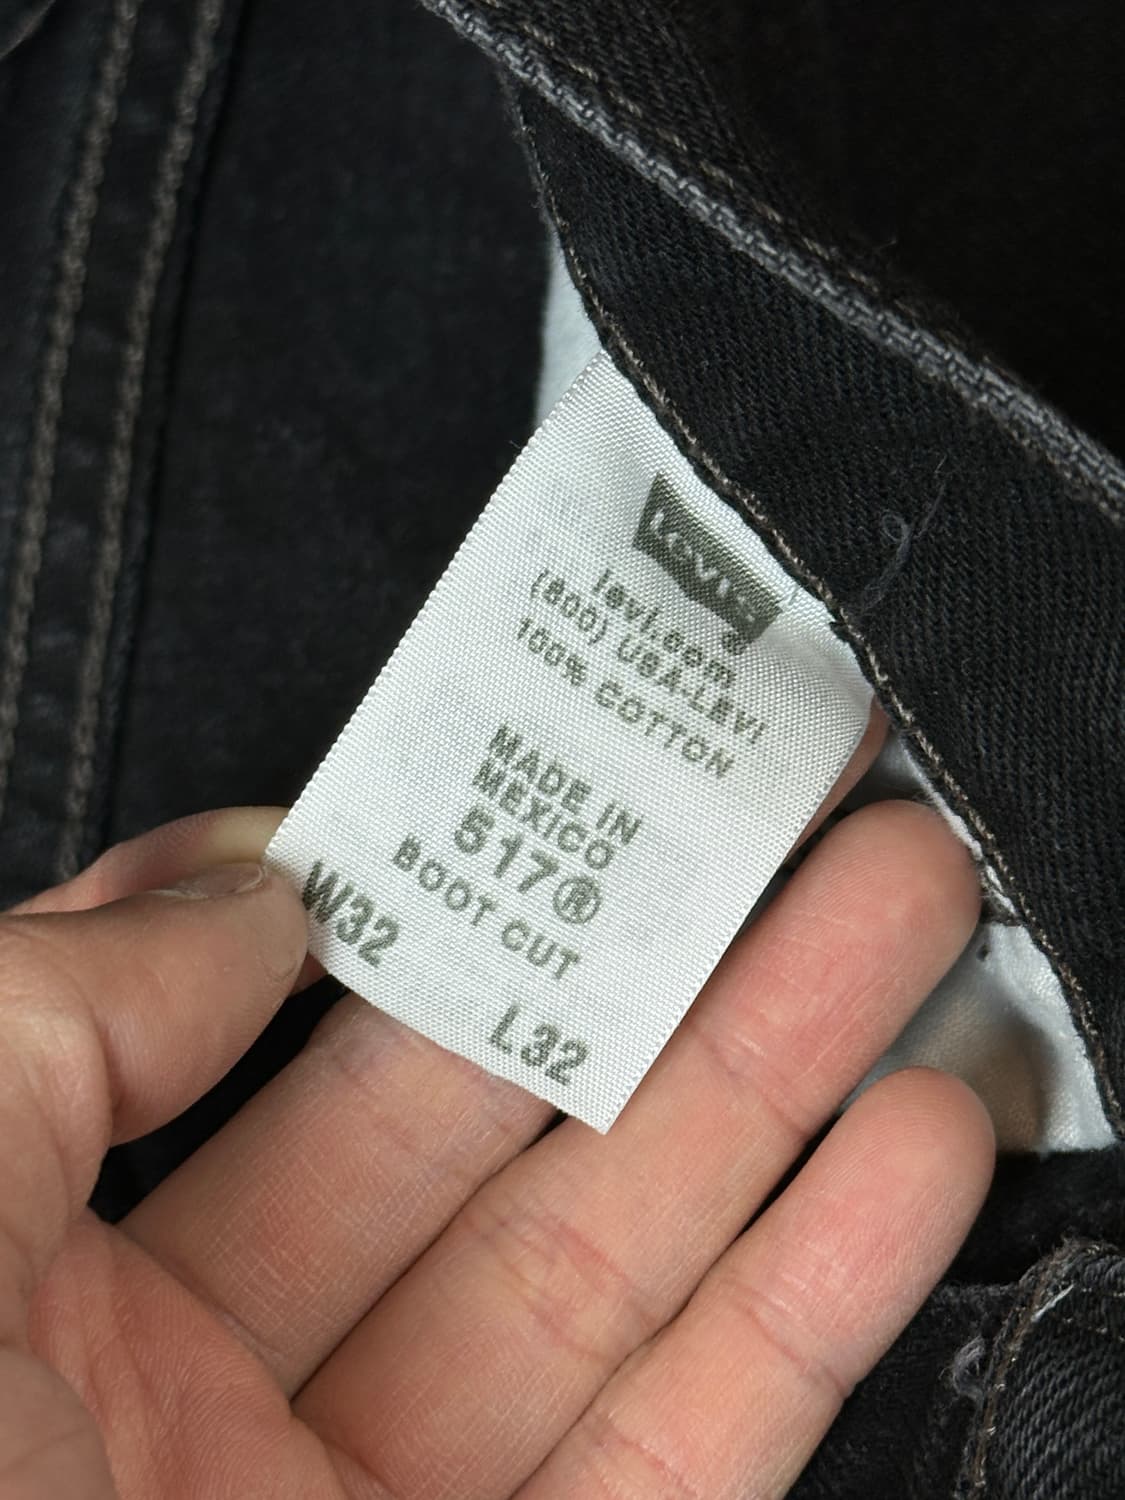 Levi's®
levi.com
(800) USA-LEVI
100% COTTON
MADE IN
MEXICO
517®
BOOT CUT
W32 L32